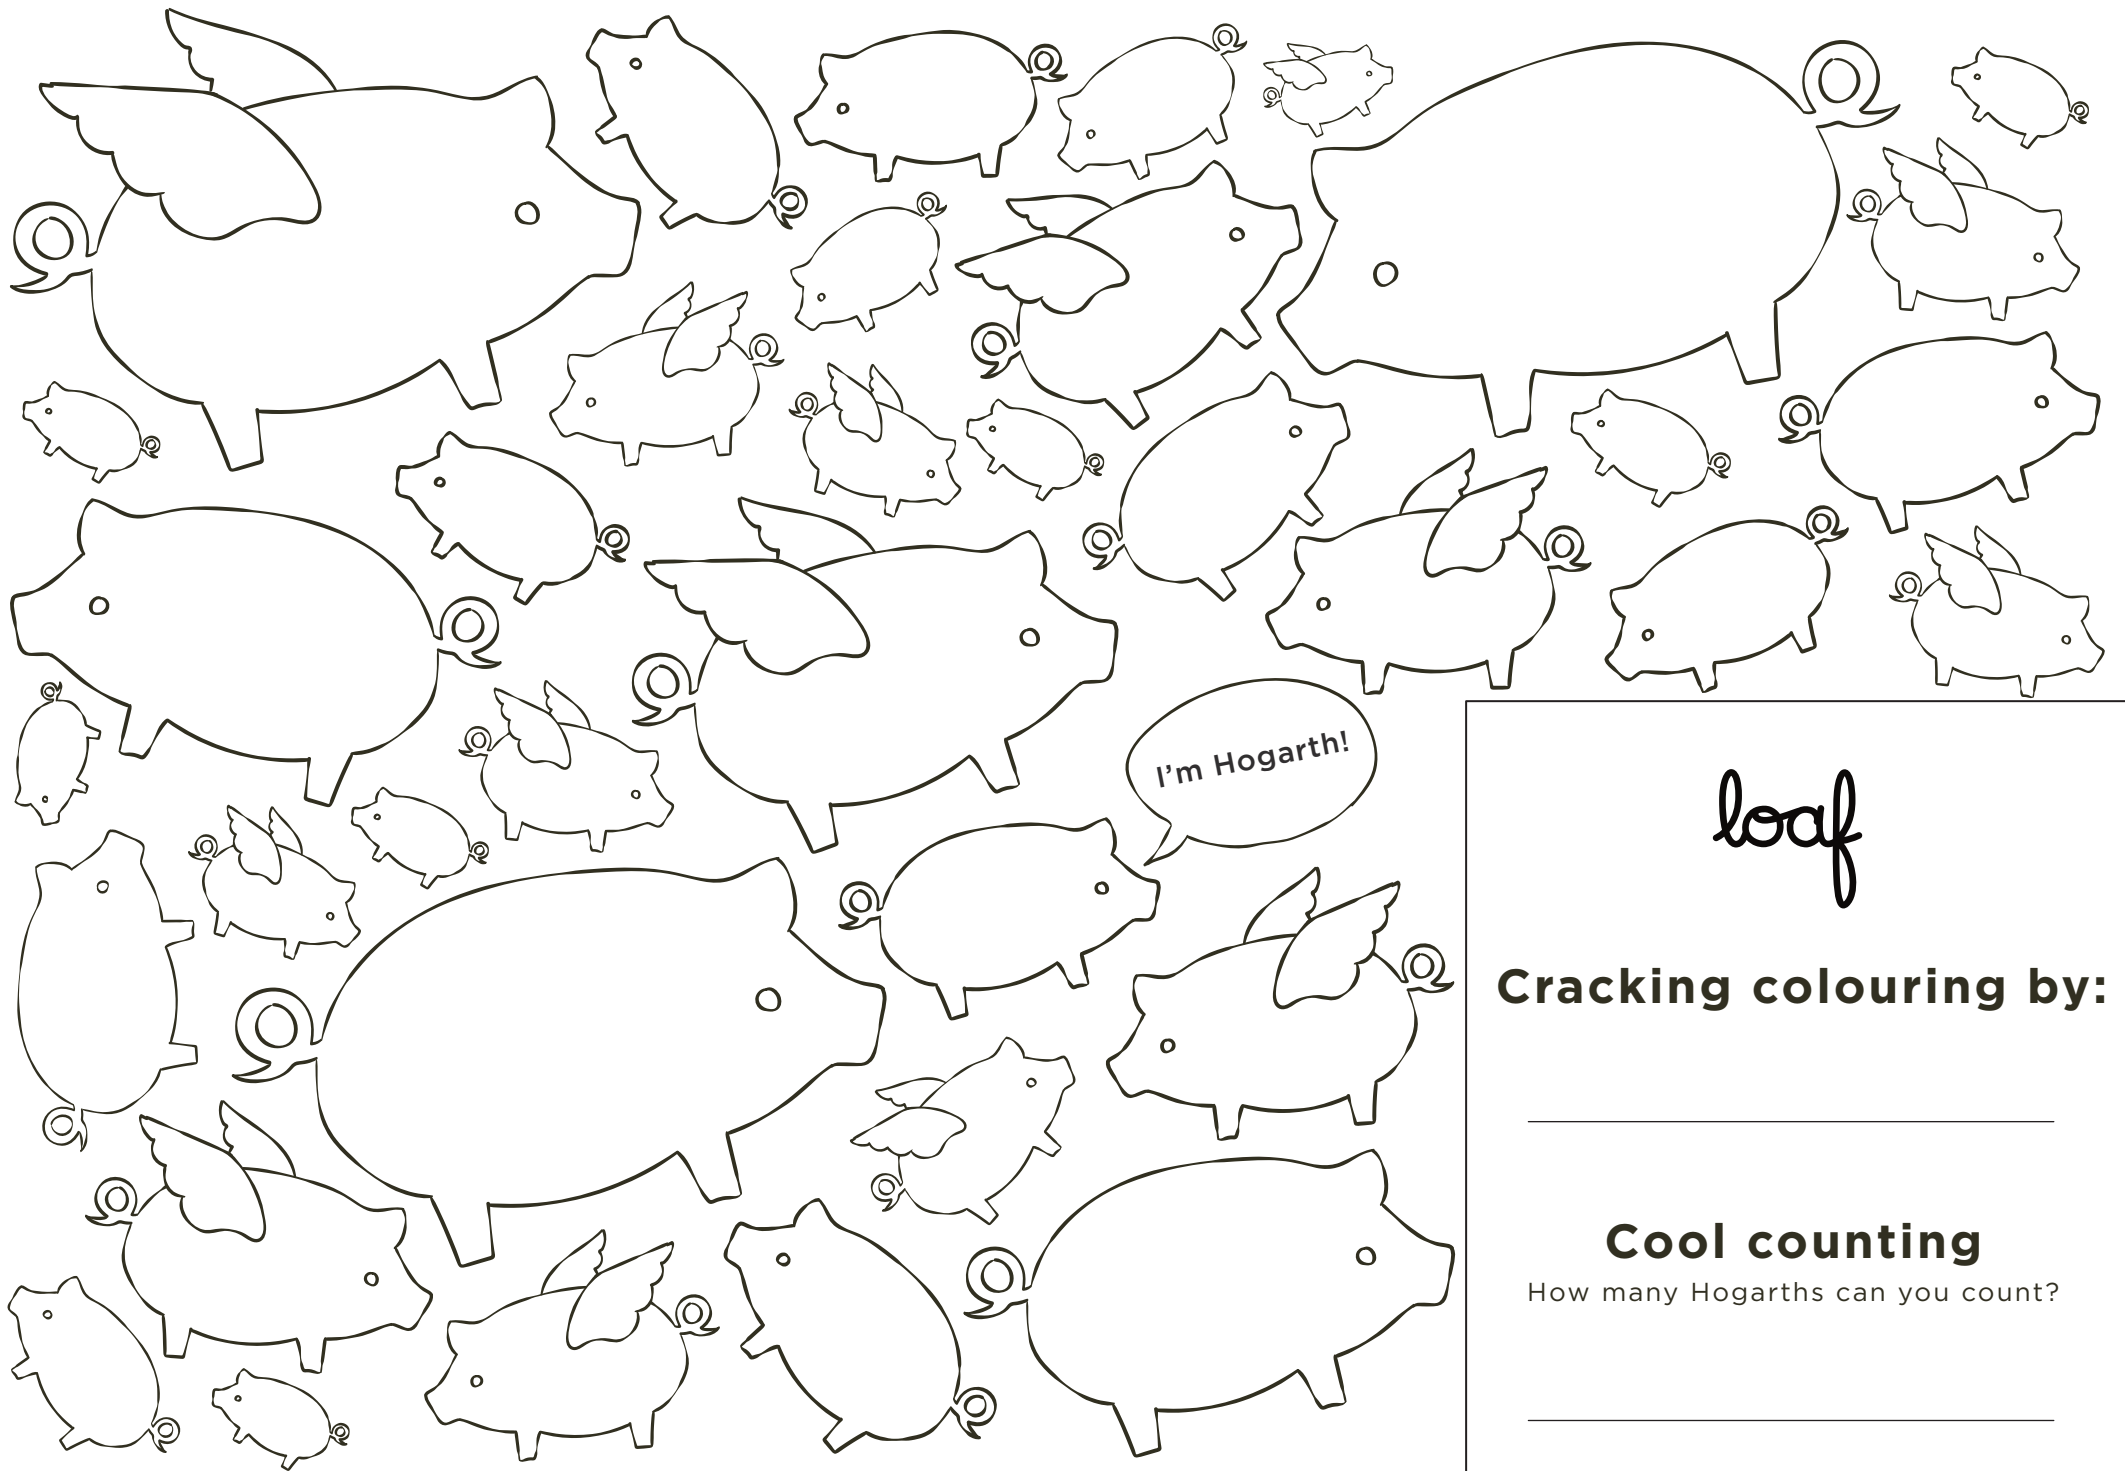 I'm Hogarth!
loaf
Cracking colouring by:
Cool counting
How many Hogarths can you count?